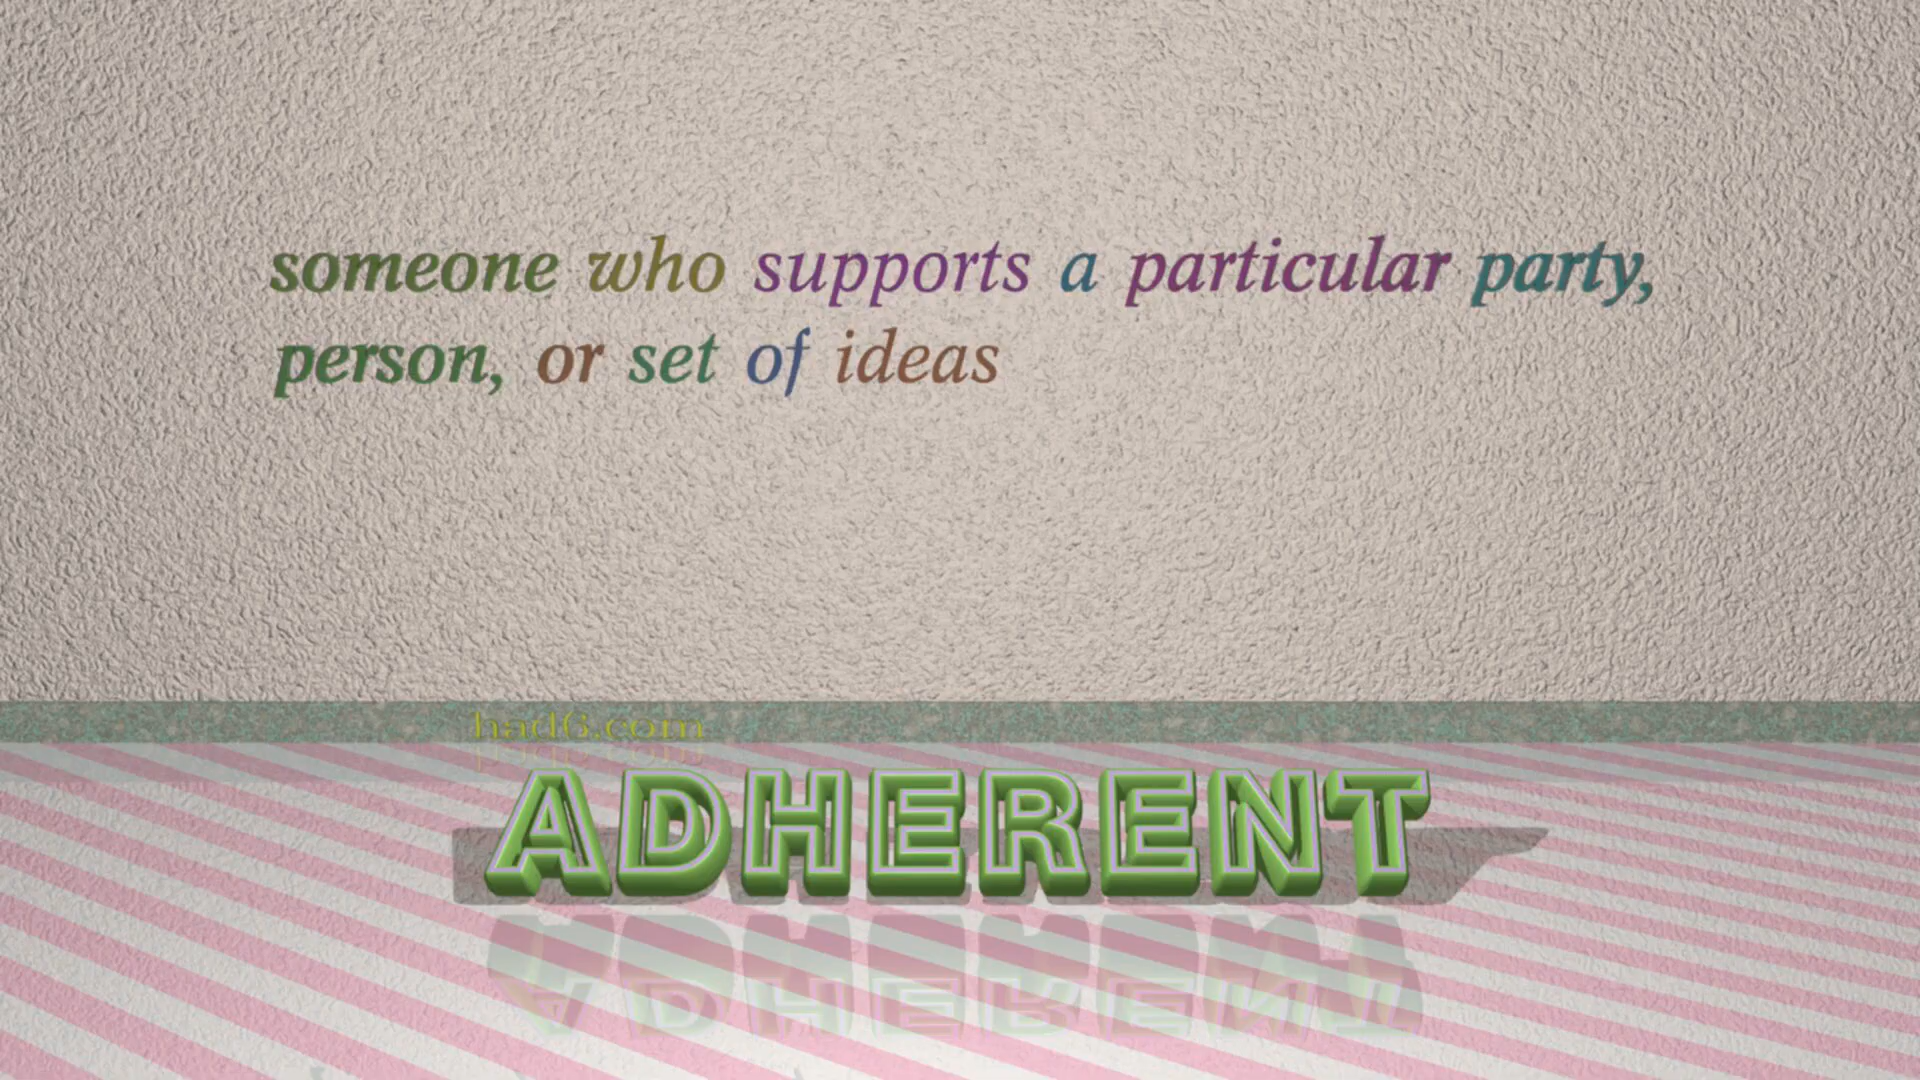 someone who supports a particular party,
person, or set of ideas
had6.com
ADHERENT